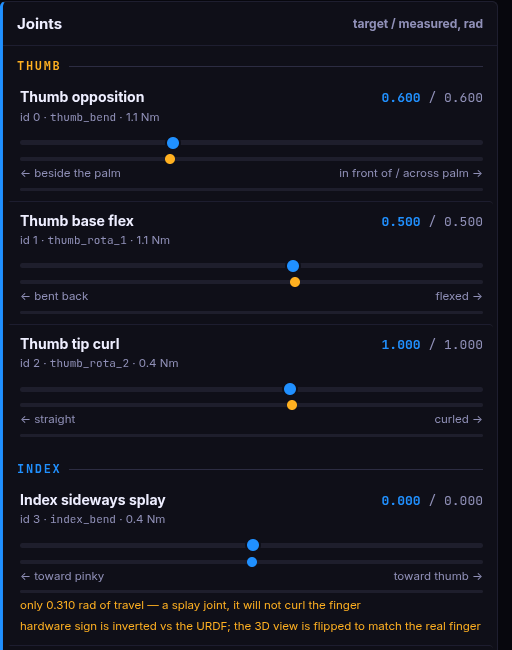 Joints target / measured, rad
THUMB
Thumb opposition 0.600 / 0.600
id 0 · thumb_bend · 1.1 Nm
← beside the palm in front of / across palm →
Thumb base flex 0.500 / 0.500
id 1 · thumb_rota_1 · 1.1 Nm
← bent back flexed →
Thumb tip curl 1.000 / 1.000
id 2 · thumb_rota_2 · 0.4 Nm
← straight curled →
INDEX
Index sideways splay 0.000 / 0.000
id 3 · index_bend · 0.4 Nm
← toward pinky toward thumb →
only 0.310 rad of travel — a splay joint, it will not curl the finger
hardware sign is inverted vs the URDF; the 3D view is flipped to match the real finger